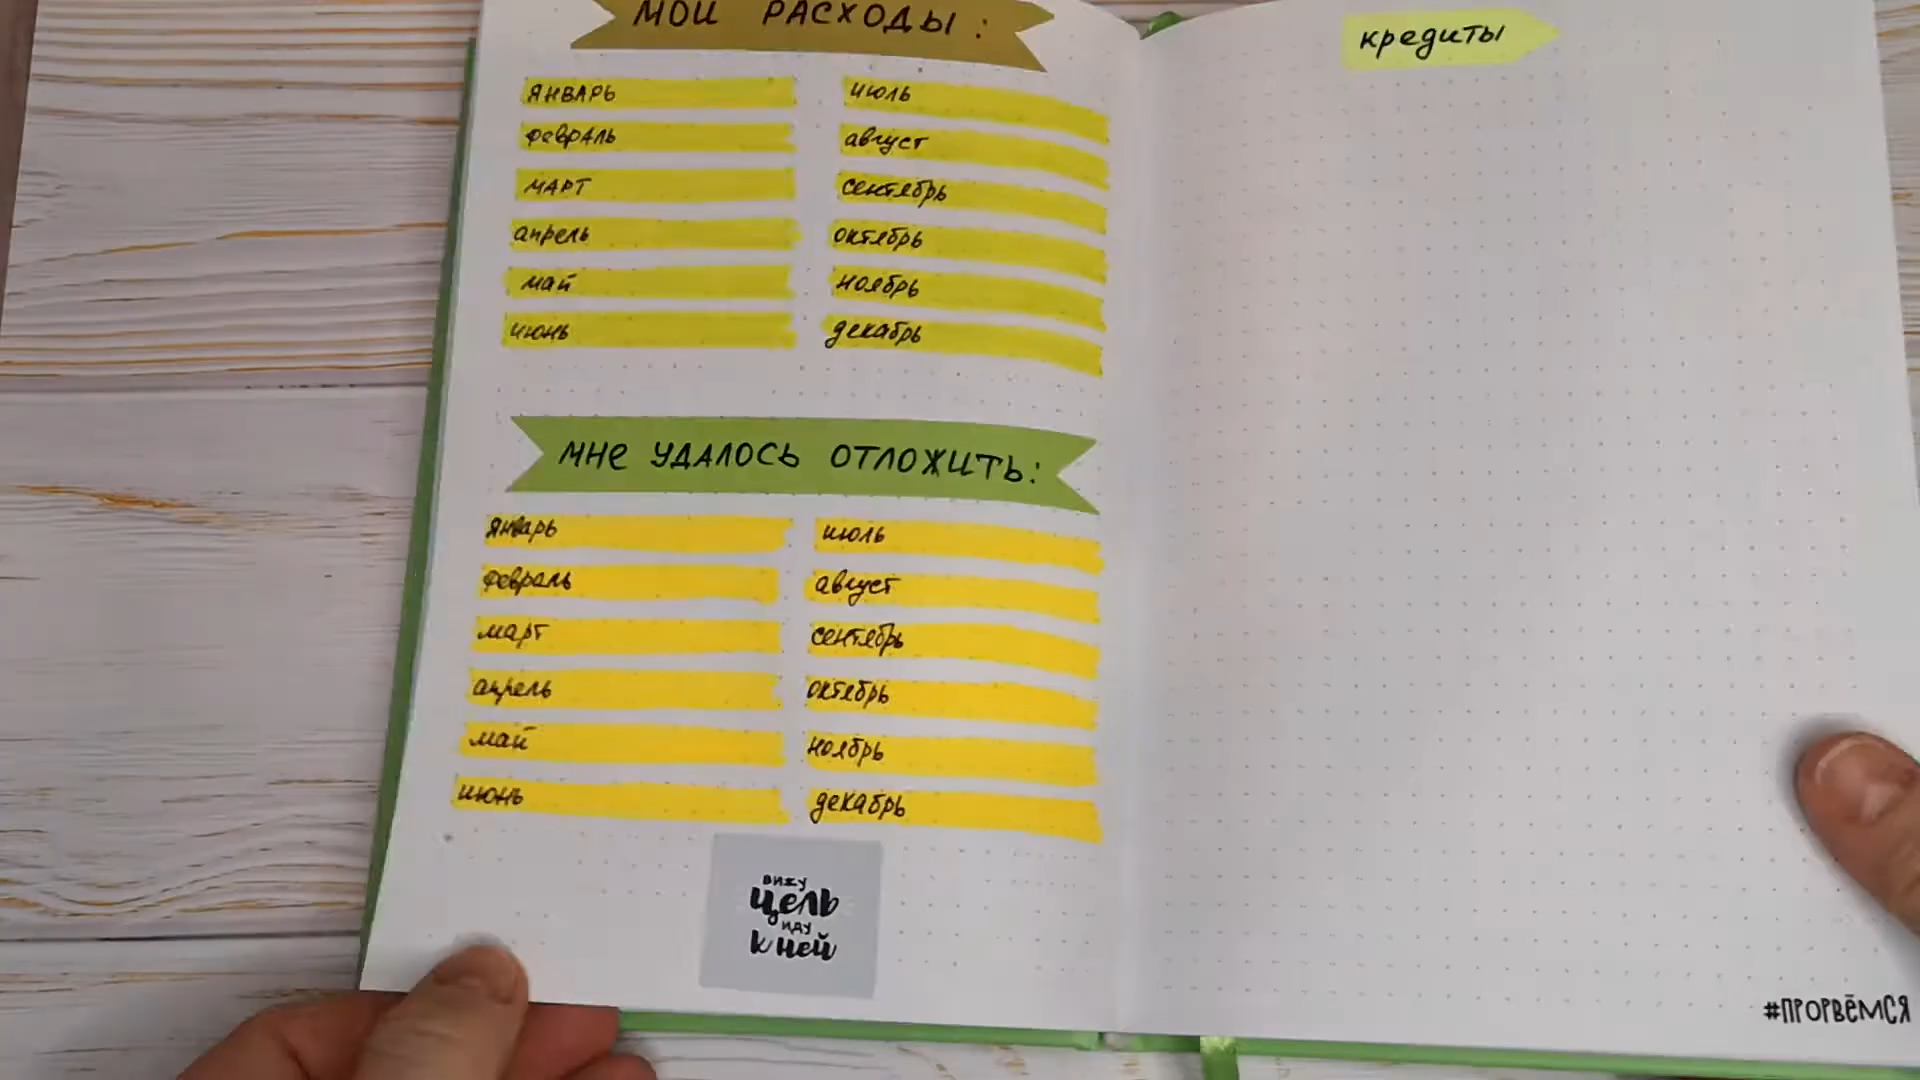 МОИ РАСХОДЫ:
ЯНВАРЬ
февраль
МАРТ
апрель
май
июнь
июль
август
сентябрь
октябрь
ноябрь
декабрь
МНЕ УДАЛОСЬ ОТЛОЖИТЬ:
январь
февраль
март
апрель
май
июнь
июль
август
сентябрь
октябрь
ноябрь
декабрь
вижу
цель
иду
к ней
кредиты
#ПРОРВЁМСЯ